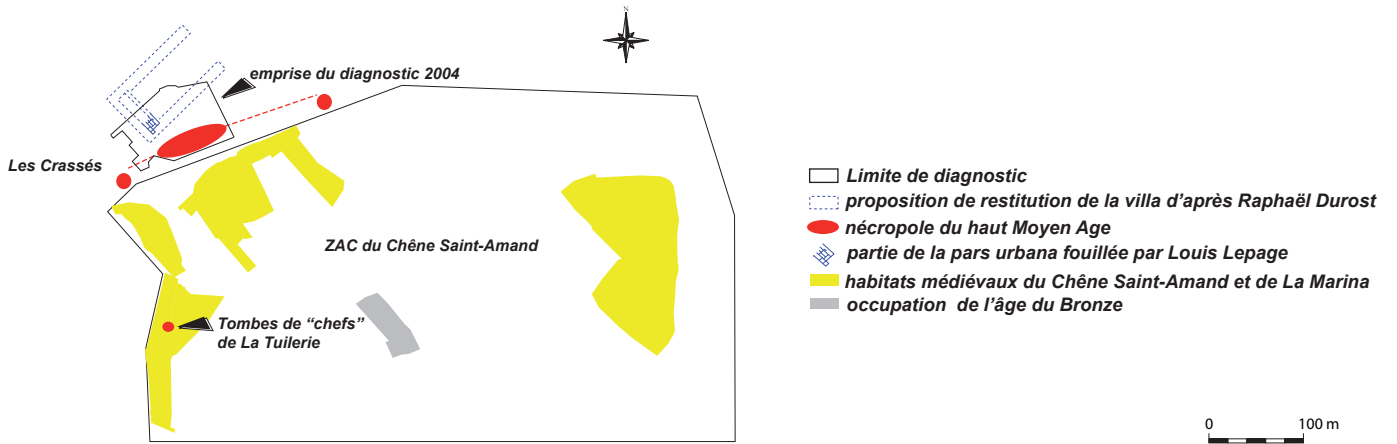 N
emprise du diagnostic 2004
Les Crassés
ZAC du Chêne Saint-Amand
Tombes de “chefs”
de La Tuilerie
Limite de diagnostic
proposition de restitution de la villa d'après Raphaël Durost
nécropole du haut Moyen Age
partie de la pars urbana fouillée par Louis Lepage
habitats médiévaux du Chêne Saint-Amand et de La Marina
occupation de l'âge du Bronze
0 100 m